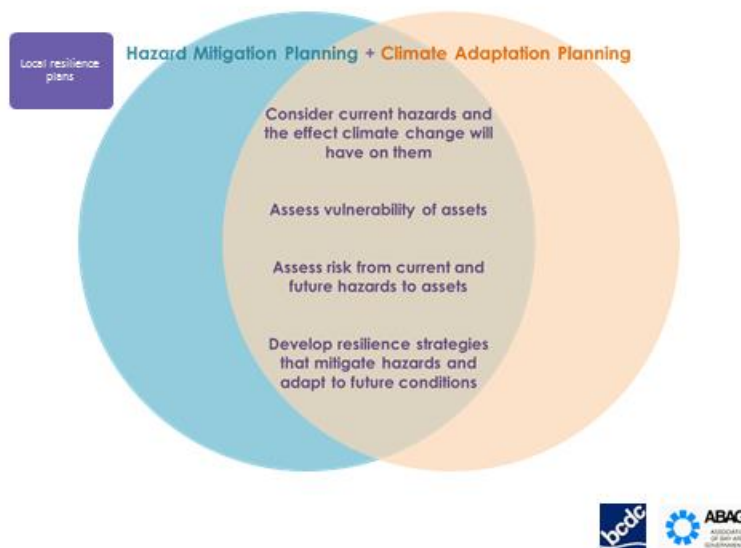 Local resilience
plans
Hazard Mitigation Planning + Climate Adaptation Planning
Consider current hazards and
the effect climate change will
have on them
Assess vulnerability of assets
Assess risk from current and
future hazards to assets
Develop resilience strategies
that mitigate hazards and
adapt to future conditions
bcdc
ABAG
OF BAY